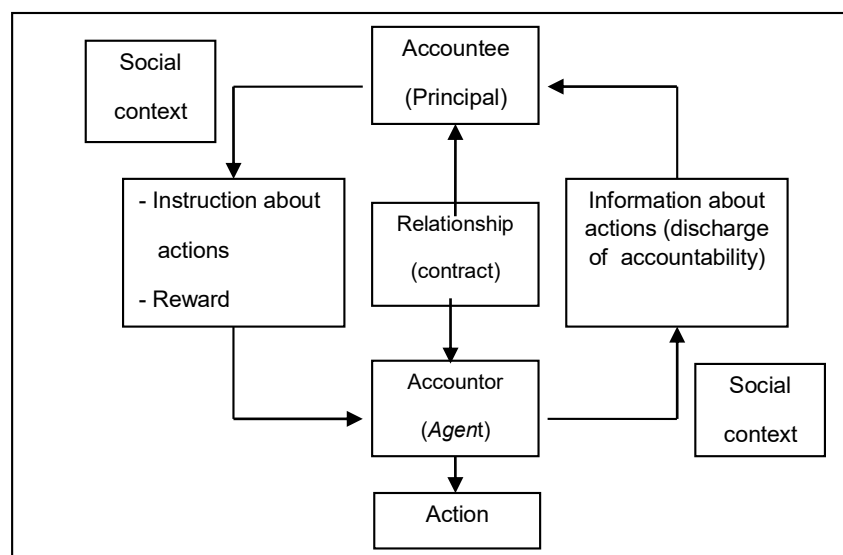 Social
context
Accountee
(Principal)
- Instruction about
actions
- Reward
Relationship
(contract)
Information about
actions (discharge
of accountability)
Accountor
(Agent)
Social
context
Action